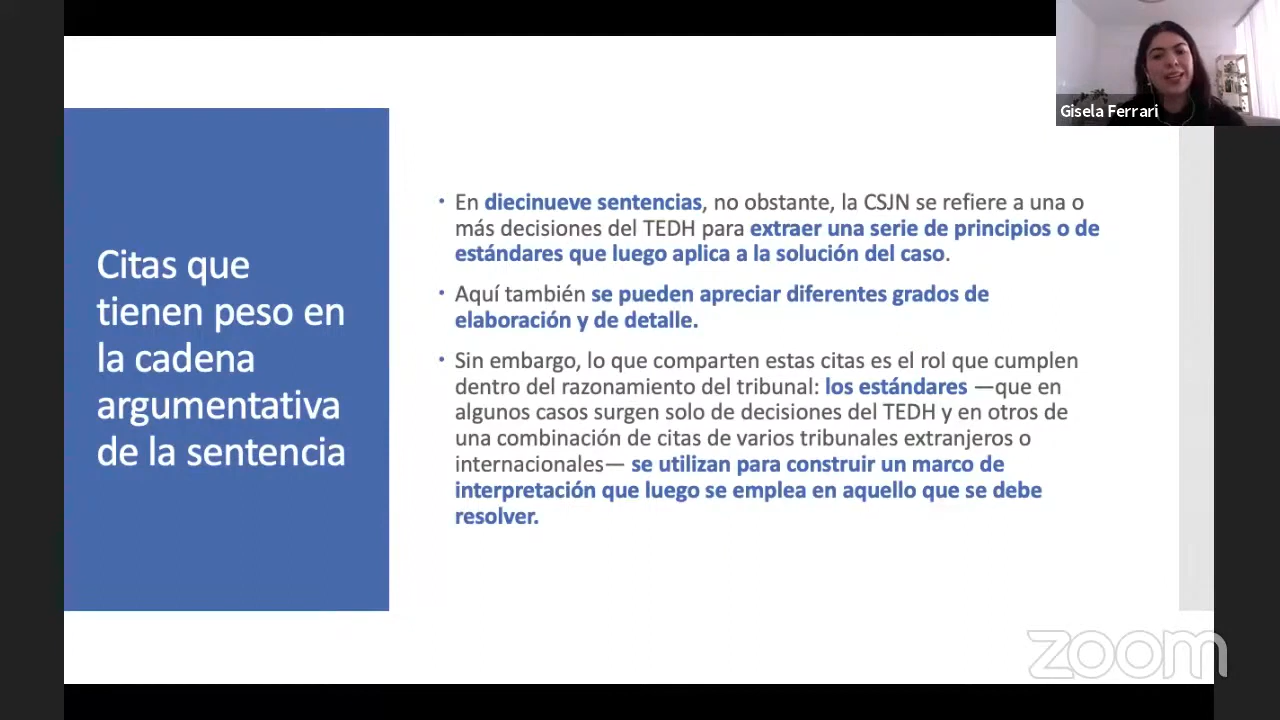 Gisela Ferrari
Citas que
tienen peso en
la cadena
argumentativa
de la sentencia
• En diecinueve sentencias, no obstante, la CSJN se refiere a una o
más decisiones del TEDH para extraer una serie de principios o de
estándares que luego aplica a la solución del caso.
• Aquí también se pueden apreciar diferentes grados de
elaboración y de detalle.
• Sin embargo, lo que comparten estas citas es el rol que cumplen
dentro del razonamiento del tribunal: los estándares —que en
algunos casos surgen solo de decisiones del TEDH y en otros de
una combinación de citas de varios tribunales extranjeros o
internacionales— se utilizan para construir un marco de
interpretación que luego se emplea en aquello que se debe
resolver.
zoom